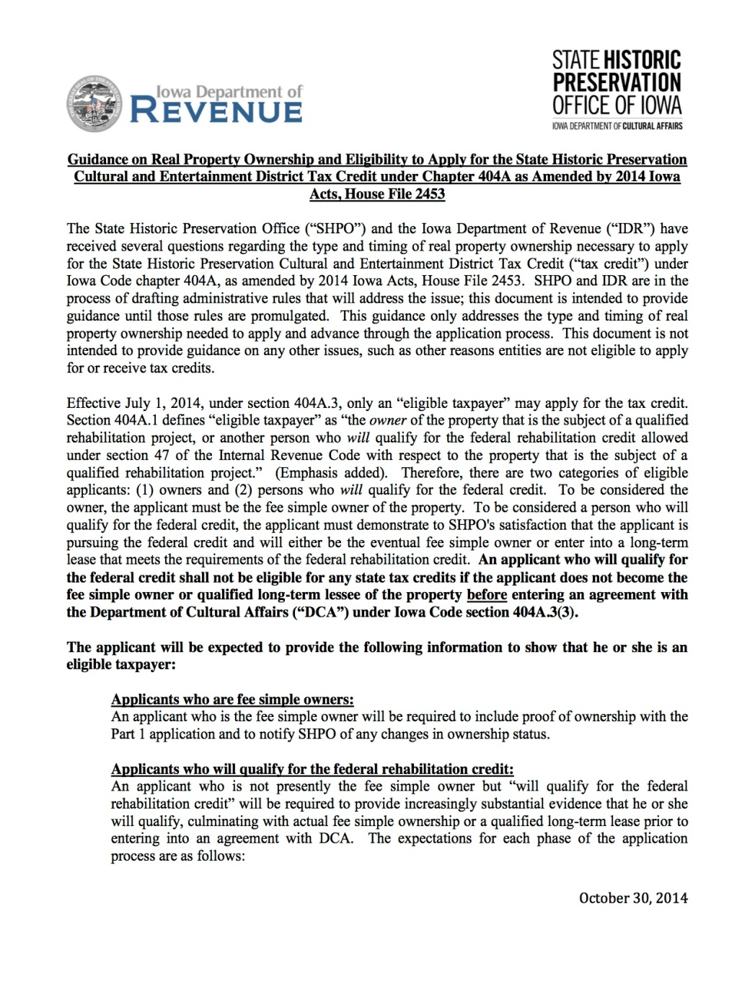 Iowa Department of
REVENUE
STATE HISTORIC
PRESERVATION
OFFICE OF IOWA
IOWA DEPARTMENT OF CULTURAL AFFAIRS
Guidance on Real Property Ownership and Eligibility to Apply for the State Historic Preservation
Cultural and Entertainment District Tax Credit under Chapter 404A as Amended by 2014 Iowa
Acts, House File 2453
The State Historic Preservation Office (“SHPO”) and the Iowa Department of Revenue (“IDR”) have
received several questions regarding the type and timing of real property ownership necessary to apply
for the State Historic Preservation Cultural and Entertainment District Tax Credit (“tax credit”) under
Iowa Code chapter 404A, as amended by 2014 Iowa Acts, House File 2453.  SHPO and IDR are in the
process of drafting administrative rules that will address the issue; this document is intended to provide
guidance until those rules are promulgated.  This guidance only addresses the type and timing of real
property ownership needed to apply and advance through the application process.  This document is not
intended to provide guidance on any other issues, such as other reasons entities are not eligible to apply
for or receive tax credits.
Effective July 1, 2014, under section 404A.3, only an “eligible taxpayer” may apply for the tax credit.
Section 404A.1 defines “eligible taxpayer” as “the owner of the property that is the subject of a qualified
rehabilitation project, or another person who will qualify for the federal rehabilitation credit allowed
under section 47 of the Internal Revenue Code with respect to the property that is the subject of a
qualified rehabilitation project.”  (Emphasis added).  Therefore, there are two categories of eligible
applicants: (1) owners and (2) persons who will qualify for the federal credit.  To be considered the
owner, the applicant must be the fee simple owner of the property.  To be considered a person who will
qualify for the federal credit, the applicant must demonstrate to SHPO's satisfaction that the applicant is
pursuing the federal credit and will either be the eventual fee simple owner or enter into a long-term
lease that meets the requirements of the federal rehabilitation credit.  An applicant who will qualify for
the federal credit shall not be eligible for any state tax credits if the applicant does not become the
fee simple owner or qualified long-term lessee of the property before entering an agreement with
the Department of Cultural Affairs (“DCA”) under Iowa Code section 404A.3(3).
The applicant will be expected to provide the following information to show that he or she is an
eligible taxpayer:
Applicants who are fee simple owners:
An applicant who is the fee simple owner will be required to include proof of ownership with the
Part 1 application and to notify SHPO of any changes in ownership status.
Applicants who will qualify for the federal rehabilitation credit:
An applicant who is not presently the fee simple owner but “will qualify for the federal
rehabilitation credit” will be required to provide increasingly substantial evidence that he or she
will qualify, culminating with actual fee simple ownership or a qualified long-term lease prior to
entering into an agreement with DCA.  The expectations for each phase of the application
process are as follows:
October 30, 2014